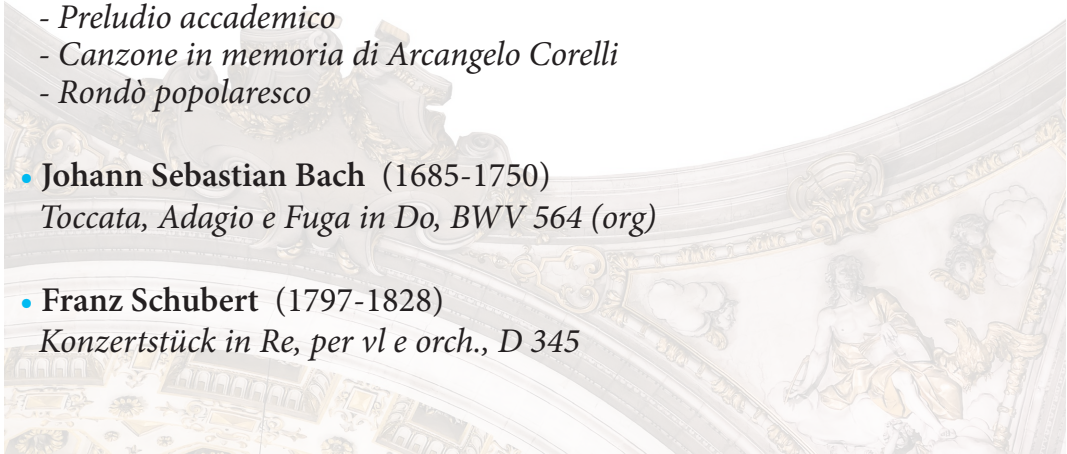 - Preludio accademico
- Canzone in memoria di Arcangelo Corelli
- Rondò popolaresco
• Johann Sebastian Bach (1685-1750)
Toccata, Adagio e Fuga in Do, BWV 564 (org)
• Franz Schubert (1797-1828)
Konzertstück in Re, per vl e orch., D 345